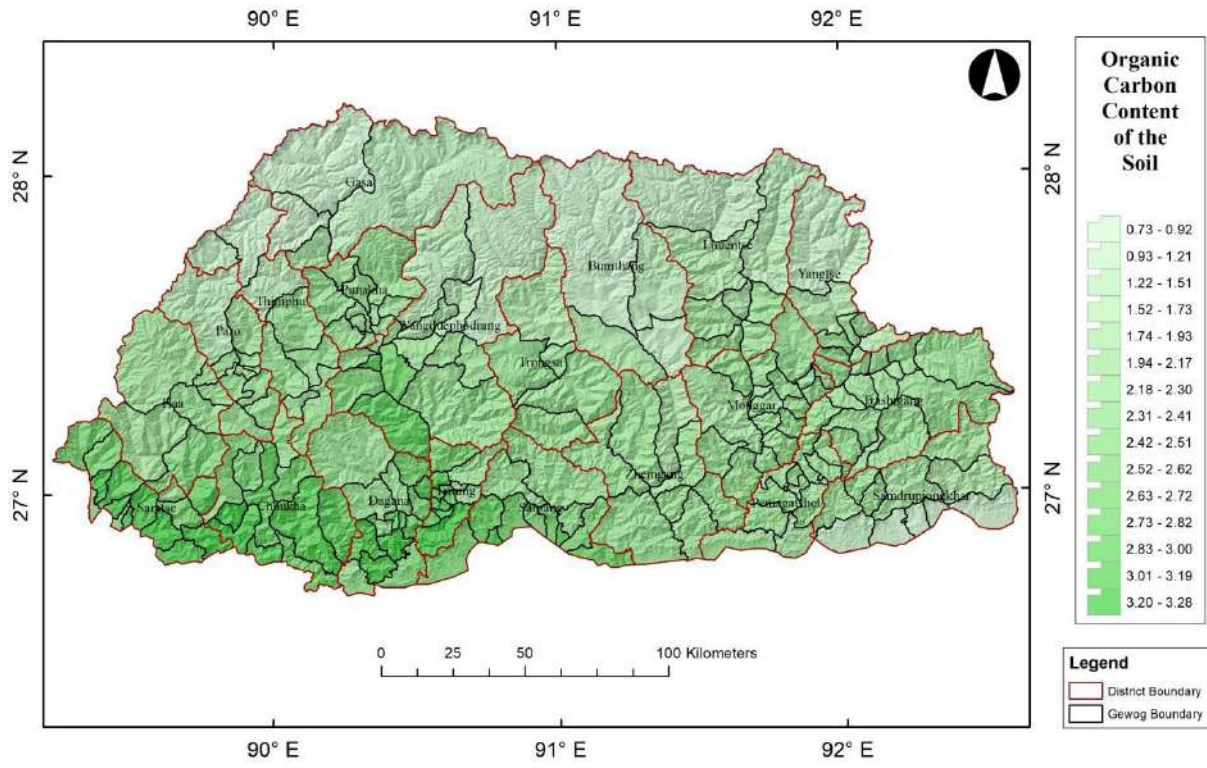 90° E
91° E
92° E
28° N
27° N
28° N
27° N
90° E
91° E
92° E
Gasa
Lhuentse
Bumthang
Yangtse
Punakha
Thimphu
Wangduephodrang
Paro
Trongsa
Haa
Monggar
Trashigang
Zhemgang
Dagana
Tsirang
Samtse
Chukha
Sarpang
Pemagatshel
Samdrupjongkhar
0 25 50 100 Kilometers
Organic
Carbon
Content
of the
Soil
0.73 - 0.92
0.93 - 1.21
1.22 - 1.51
1.52 - 1.73
1.74 - 1.93
1.94 - 2.17
2.18 - 2.30
2.31 - 2.41
2.42 - 2.51
2.52 - 2.62
2.63 - 2.72
2.73 - 2.82
2.83 - 3.00
3.01 - 3.19
3.20 - 3.28
Legend
District Boundary
Gewog Boundary